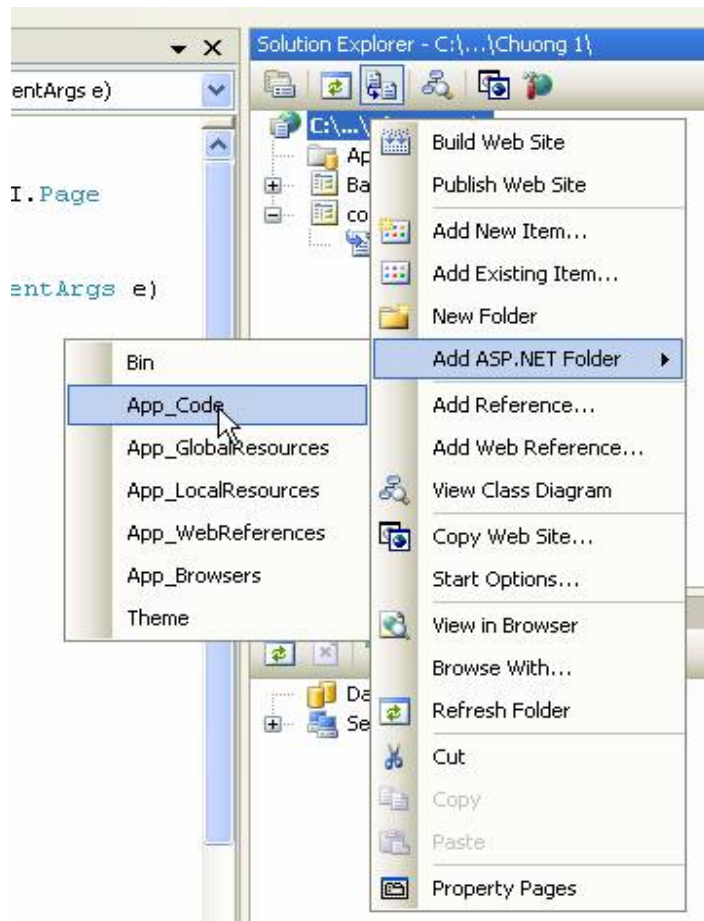 Solution Explorer - C:\...\Chuong 1\
entArgs e)
C:\...\
Ap
I.Page
Ba
co
entArgs e)
Build Web Site
Publish Web Site
Add New Item...
Add Existing Item...
New Folder
Add ASP.NET Folder
Bin
App_Code
App_GlobalResources
App_LocalResources
App_WebReferences
App_Browsers
Theme
Add Reference...
Add Web Reference...
View Class Diagram
Copy Web Site...
Start Options...
View in Browser
Browse With...
Refresh Folder
Cut
Copy
Paste
Property Pages
Da
Se